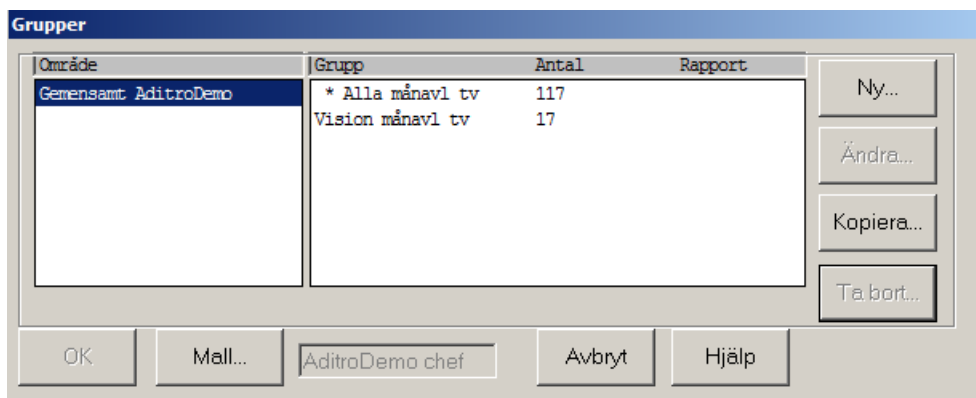 Grupper
|Område |Grupp Antal Rapport
Gemensamt AditroDemo
* Alla månavl tv 117
Vision månavl tv 17
Ny...
Ändra...
Kopiera...
Ta bort...
OK Mall... AditroDemo chef Avbryt Hjälp